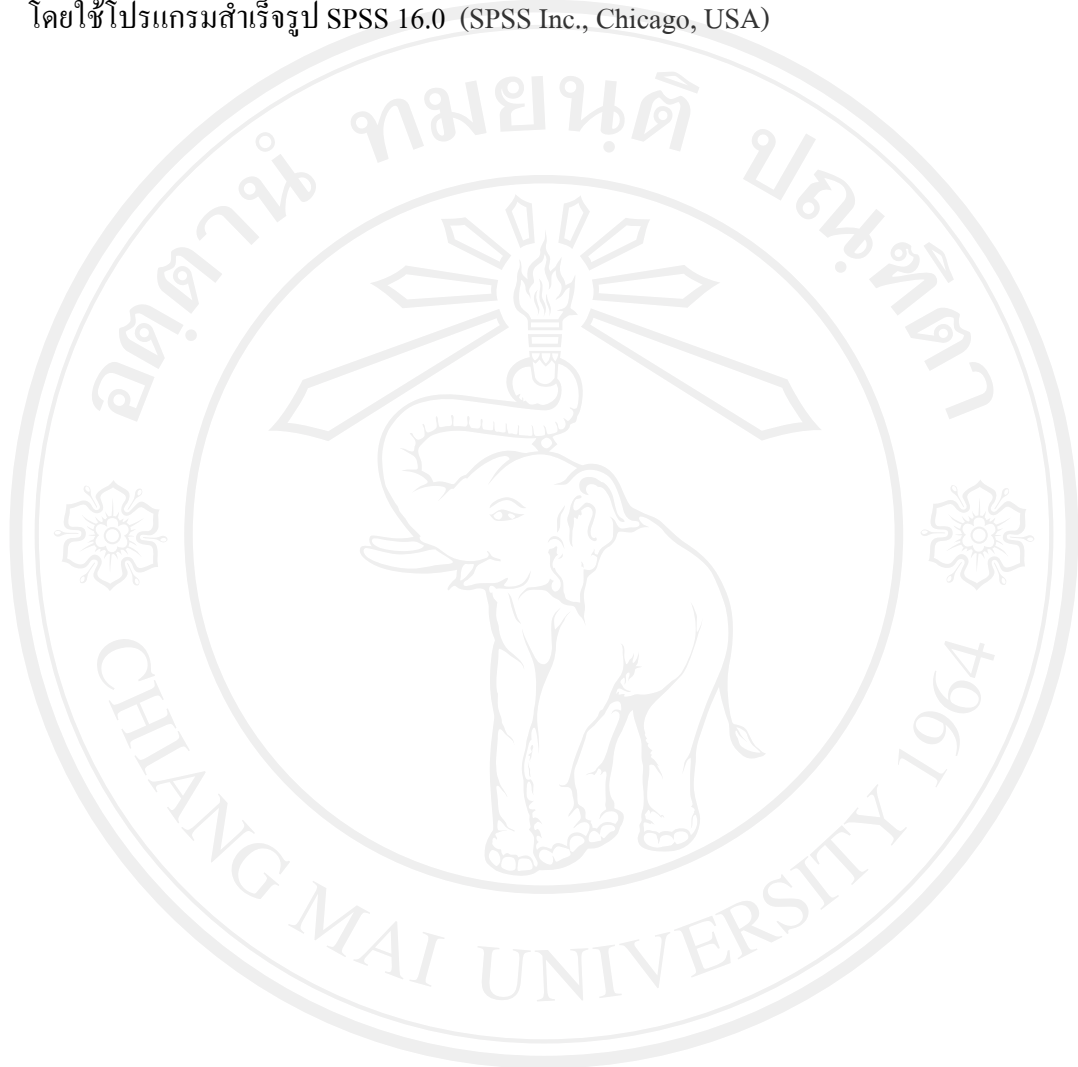 โดยใช้โปรแกรมสำเร็จรูป SPSS 16.0 (SPSS Inc., Chicago, USA)
อตฺตานํ ทมยนฺติ ปณฺฑิตา
CHIANG MAI UNIVERSITY 1964